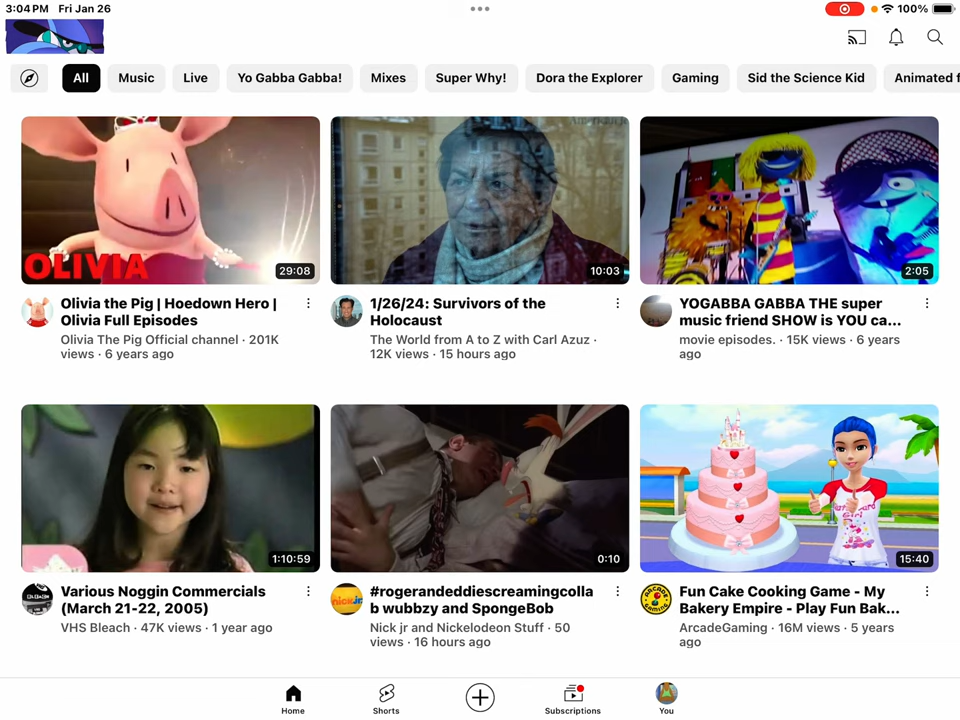 3:04 PM Fri Jan 26
100%
All
Music
Live
Yo Gabba Gabba!
Mixes
Super Why!
Dora the Explorer
Gaming
Sid the Science Kid
Animated f
OLIVIA
29:08
10:03
2:05
Olivia the Pig | Hoedown Hero |
Olivia Full Episodes
Olivia The Pig Official channel · 201K
views · 6 years ago
1/26/24: Survivors of the
Holocaust
The World from A to Z with Carl Azuz ·
12K views · 15 hours ago
YOGABBA GABBA THE super
music friend SHOW is YOU ca...
movie episodes. · 15K views · 6 years
ago
1:10:59
0:10
15:40
Various Noggin Commercials
(March 21-22, 2005)
VHS Bleach · 47K views · 1 year ago
nick jr.
#rogerandeddiescreamingcolla
b wubbzy and SpongeBob
Nick jr and Nickelodeon Stuff · 50
views · 16 hours ago
ARCADE
GAMING
Fun Cake Cooking Game - My
Bakery Empire - Play Fun Bak...
ArcadeGaming · 16M views · 5 years
ago
Home
Shorts
Subscriptions
You